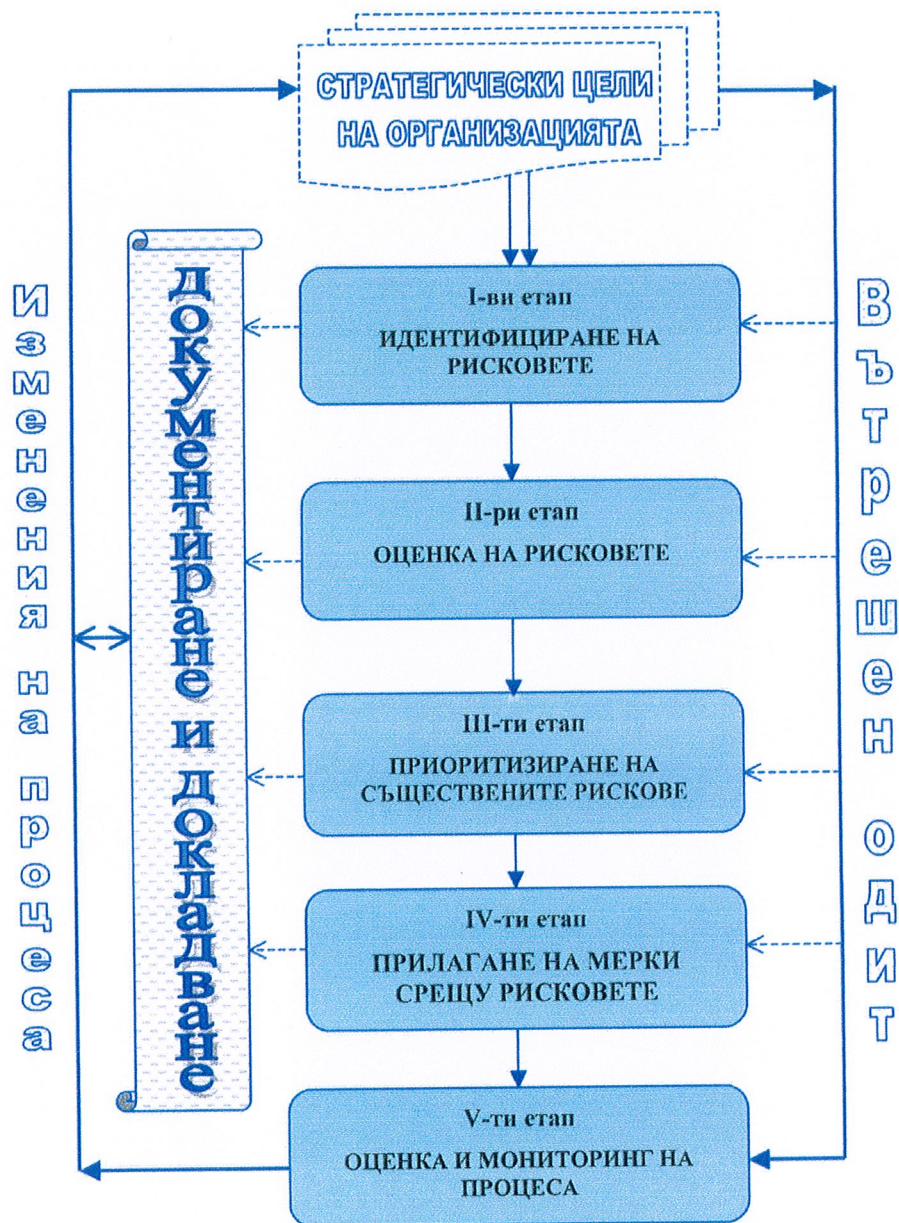 СТРАТЕГИЧЕСКИ ЦЕЛИ
НА ОРГАНИЗАЦИЯТА
I-ви етап
ИДЕНТИФИЦИРАНЕ НА
РИСКОВЕТЕ
II-ри етап
ОЦЕНКА НА РИСКОВЕТЕ
III-ти етап
ПРИОРИТИЗИРАНЕ НА
СЪЩЕСТВЕНИТЕ РИСКОВЕ
IV-ти етап
ПРИЛАГАНЕ НА МЕРКИ
СРЕЩУ РИСКОВЕТЕ
V-ти етап
ОЦЕНКА И МОНИТОРИНГ НА
ПРОЦЕСА
Изменения на процеса
Документиране и докладване
Вътрешен одит